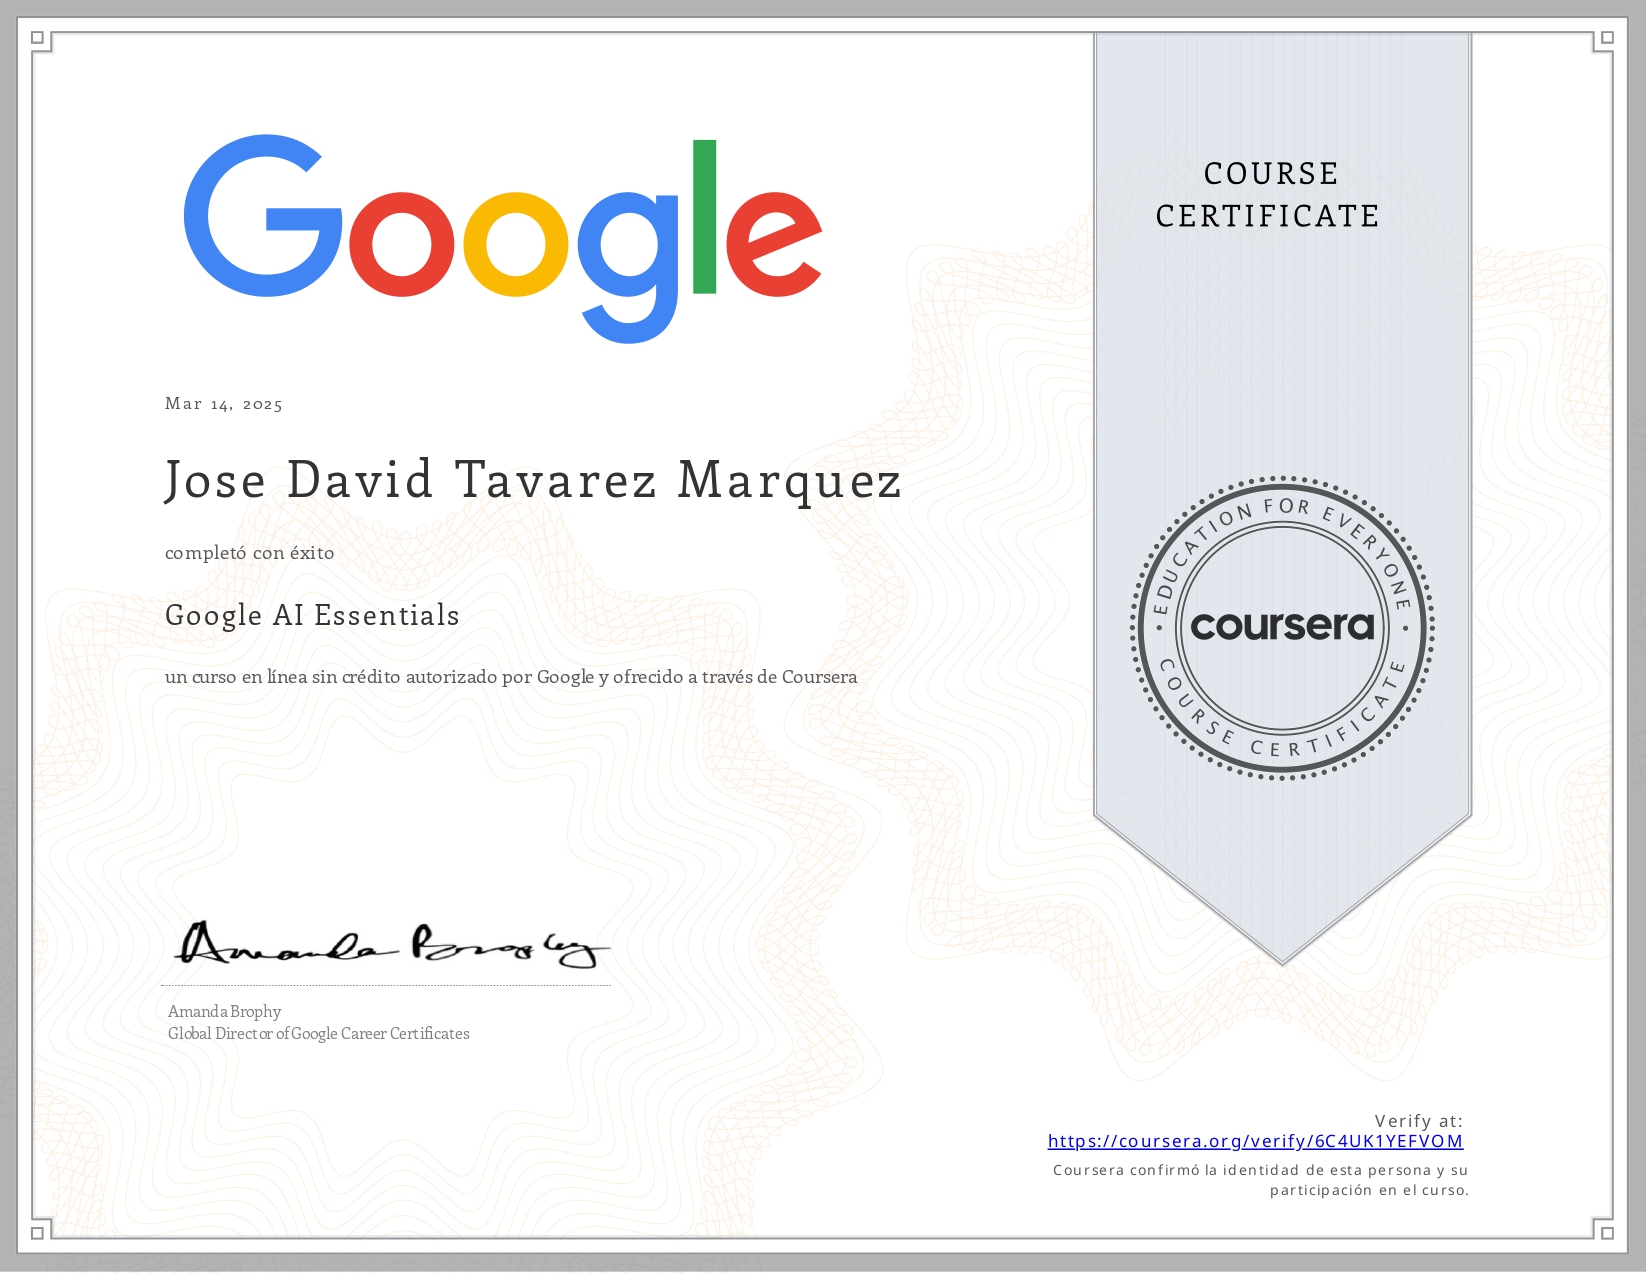 Google
COURSE
CERTIFICATE
Mar 14, 2025
Jose David Tavarez Marquez
completó con éxito
Google AI Essentials
un curso en línea sin crédito autorizado por Google y ofrecido a través de Coursera
EDUCATION FOR EVERYONE
coursera
COURSE CERTIFICATE
Amanda Brophy
Amanda Brophy
Global Director of Google Career Certificates
Verify at:
https://coursera.org/verify/6C4UK1YEFVOM
Coursera confirmó la identidad de esta persona y su
participación en el curso.